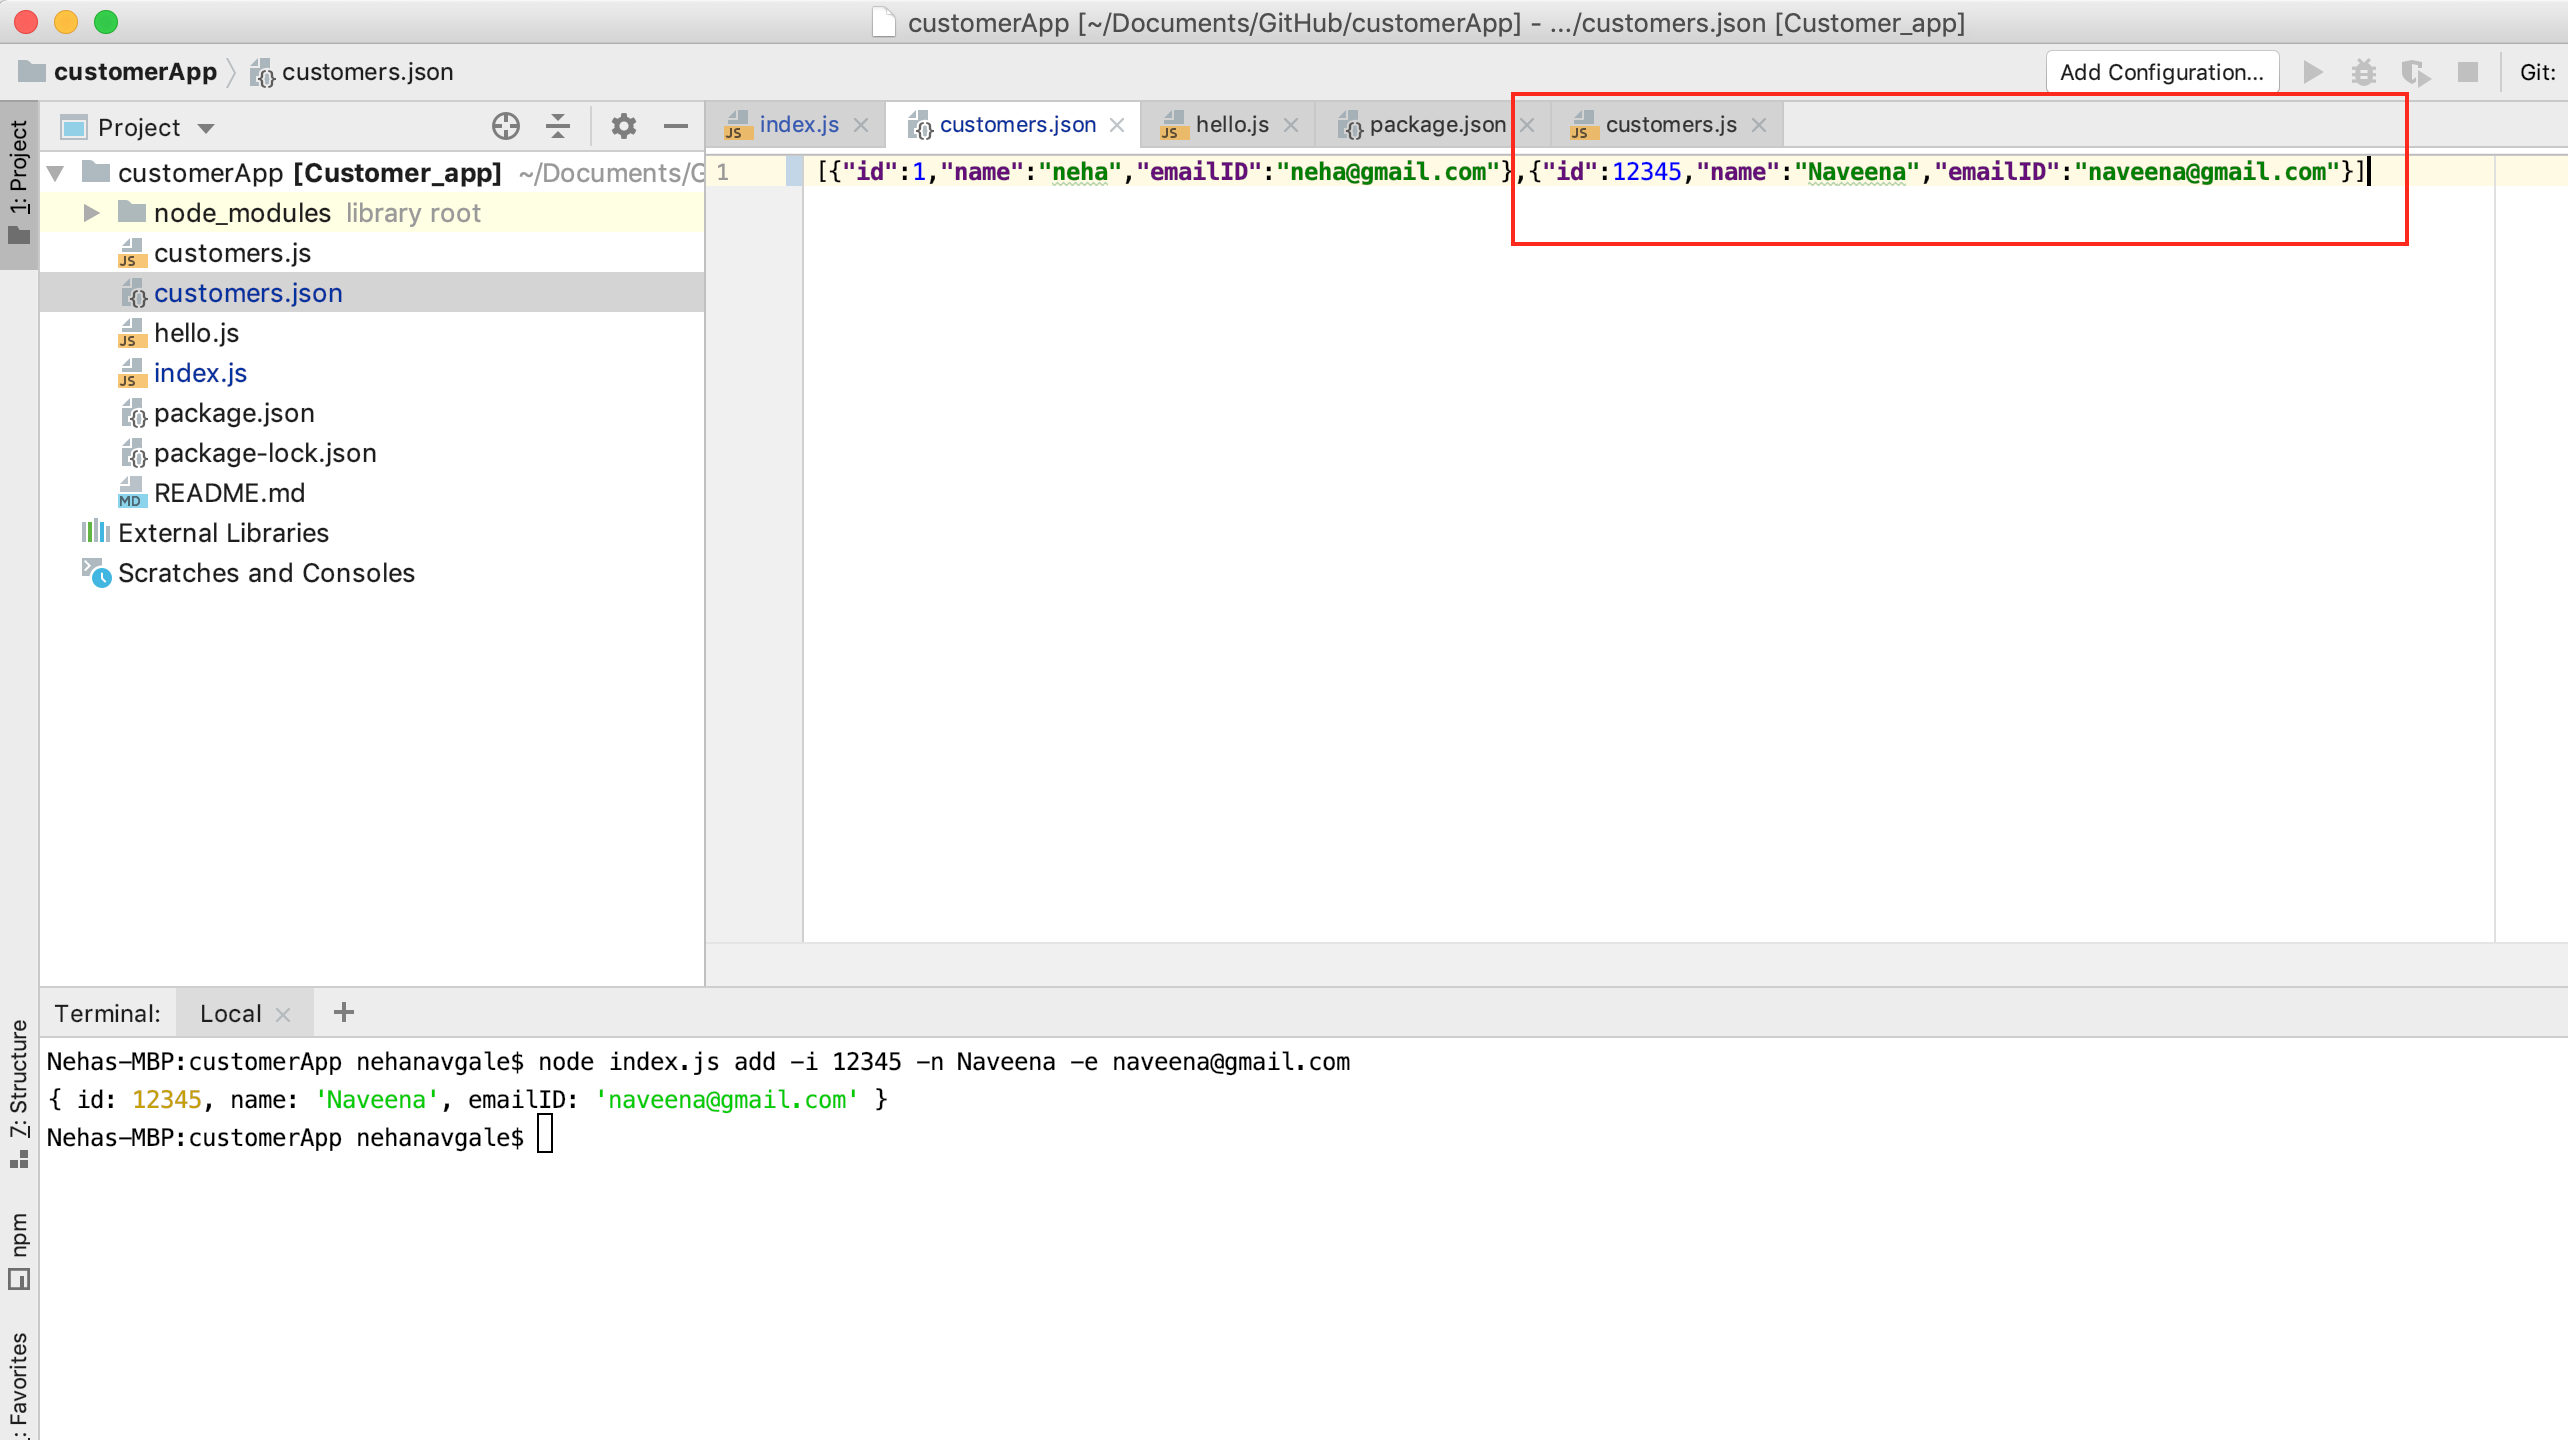 customerApp [~/Documents/GitHub/customerApp] - .../customers.json [Customer_app]
customerApp customers.json
Add Configuration... Git:
1: Project
Project
index.js customers.json hello.js package.json customers.js
customerApp [Customer_app] ~/Documents/G
node_modules library root
customers.js
customers.json
hello.js
index.js
package.json
package-lock.json
README.md
External Libraries
Scratches and Consoles
1 [{"id":1,"name":"neha","emailID":"neha@gmail.com"},{"id":12345,"name":"Naveena","emailID":"naveena@gmail.com"}]
Z: Structure
npm
: Favorites
Terminal: Local +
Nehas-MBP:customerApp nehanavgale$ node index.js add -i 12345 -n Naveena -e naveena@gmail.com
{ id: 12345, name: 'Naveena', emailID: 'naveena@gmail.com' }
Nehas-MBP:customerApp nehanavgale$